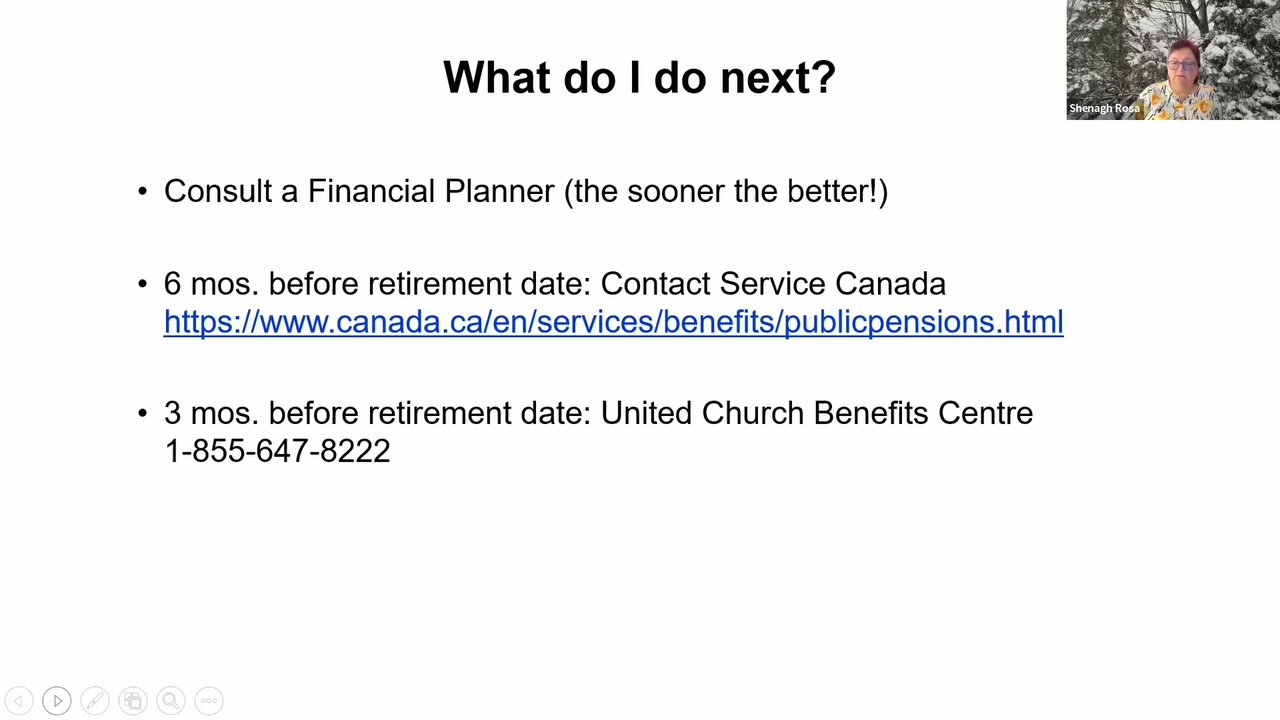 What do I do next?
Shenagh Rosa
• Consult a Financial Planner (the sooner the better!)
• 6 mos. before retirement date: Contact Service Canada
https://www.canada.ca/en/services/benefits/publicpensions.html
• 3 mos. before retirement date: United Church Benefits Centre
1-855-647-8222